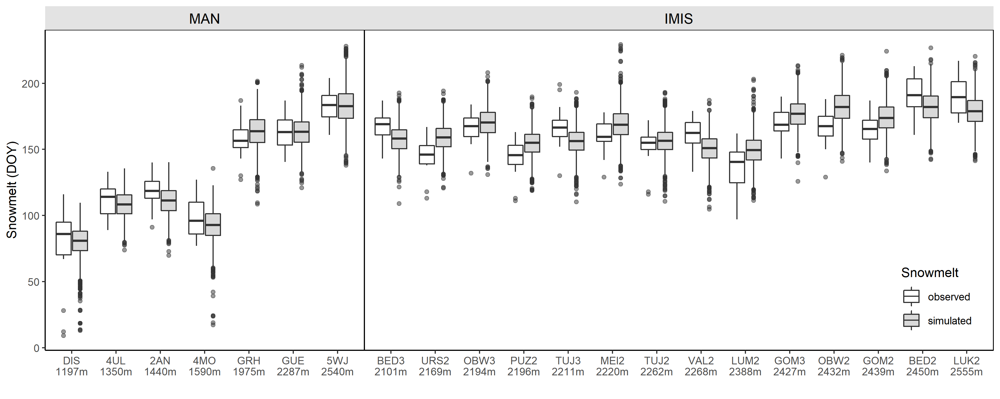 MAN IMIS
Snowmelt (DOY)
200
150
100
50
0
Snowmelt
observed
simulated
DIS 4UL 2AN 4MO GRH GUE 5WJ BED3 URS2 OBW3 PUZ2 TUJ3 MEI2 TUJ2 VAL2 LUM2 GOM3 OBW2 GOM2 BED2 LUK2
1197m 1350m 1440m 1590m 1975m 2287m 2540m 2101m 2169m 2194m 2196m 2211m 2220m 2262m 2268m 2388m 2427m 2432m 2439m 2450m 2555m